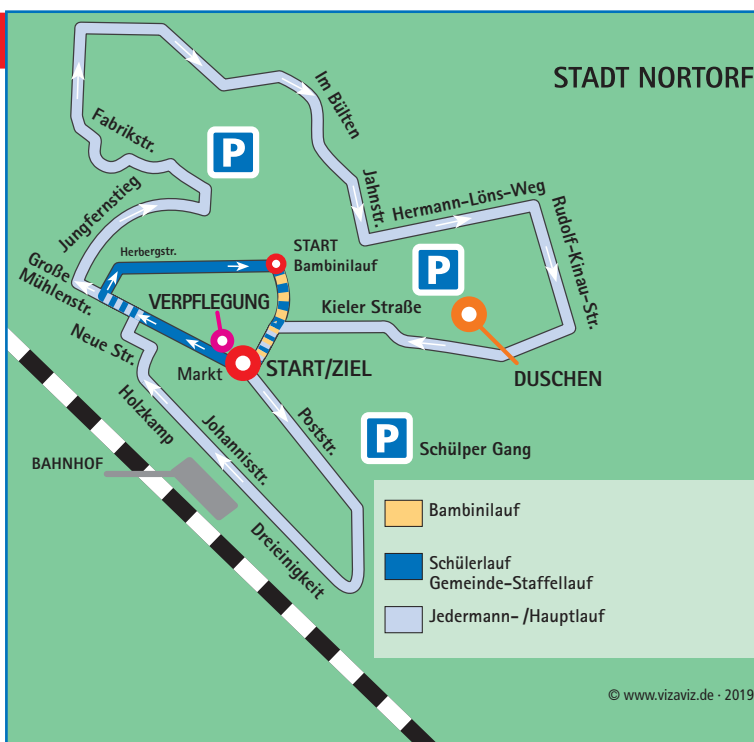 STADT NORTORF
Im Bülten
Fabrikstr.
P
Jahnstr.
Hermann-Löns-Weg
Rudolf-Kinau-Str.
Jungfernstieg
Herbergstr.
START
Bambinilauf
P
Große
Mühlenstr.
VERPFLEGUNG
Kieler Straße
Neue Str.
Markt
START/ZIEL
DUSCHEN
Holzkamp
Johannisstr.
Poststr.
P
Schülper Gang
BAHNHOF
Dreieinigkeit
Bambinilauf
Schülerlauf
Gemeinde-Staffellauf
Jedermann- /Hauptlauf
© www.vizaviz.de · 2019